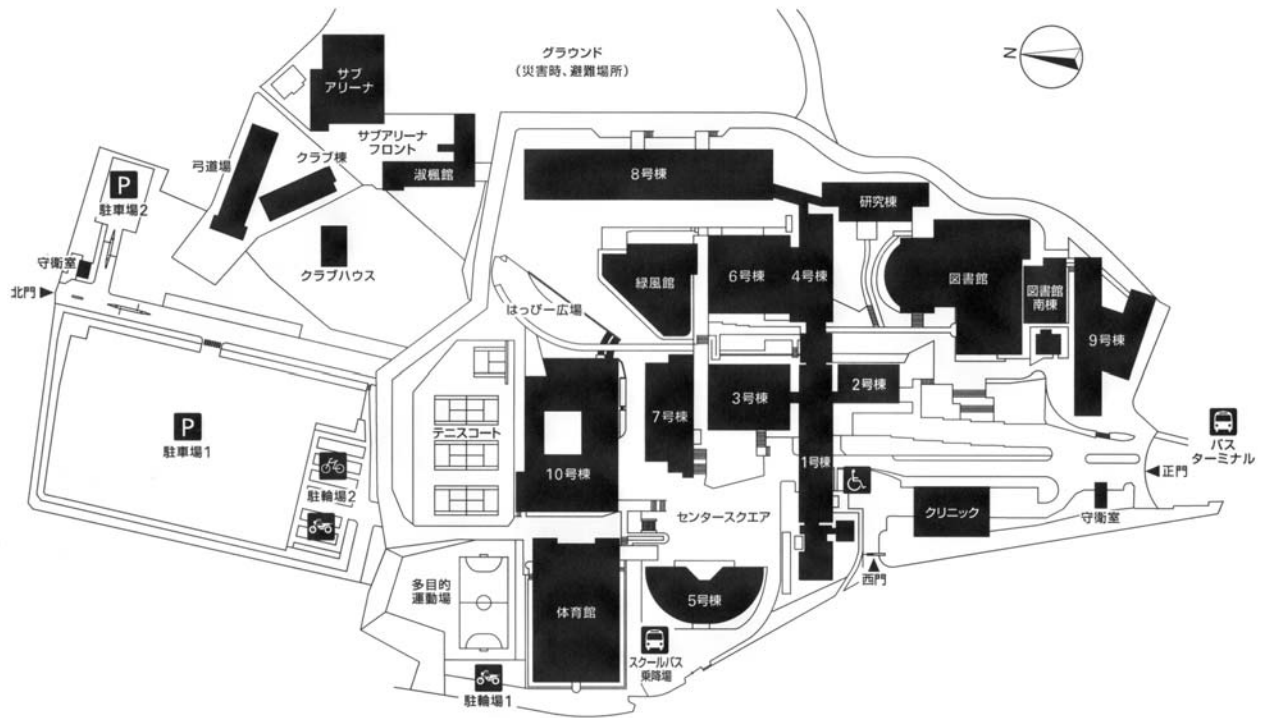 グラウンド
（災害時、避難場所）
N
サブ
アリーナ
サブアリーナ
フロント
淑楓館
弓道場
クラブ棟
クラブハウス
P
駐車場2
守衛室
北門
8号棟
研究棟
緑風館
6号棟
4号棟
図書館
図書館
南棟
9号棟
はっぴー広場
テニスコート
10号棟
7号棟
3号棟
2号棟
1号棟
P
駐車場1
駐輪場2
バス
ターミナル
正門
クリニック
守衛室
西門
センタースクエア
多目的
運動場
体育館
5号棟
スクールバス
乗降場
駐輪場1